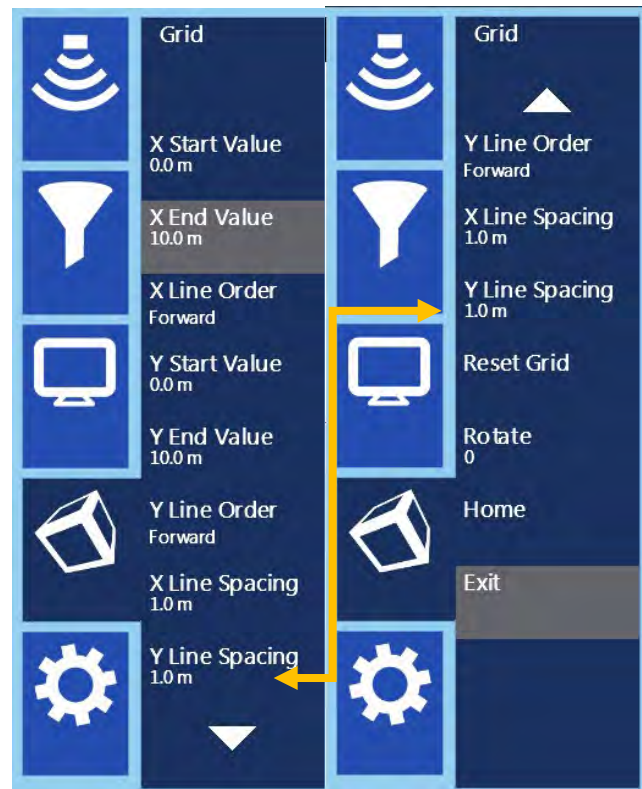 Grid
X Start Value
0.0 m
X End Value
10.0 m
X Line Order
Forward
Y Start Value
0.0 m
Y End Value
10.0 m
Y Line Order
Forward
X Line Spacing
1.0 m
Y Line Spacing
1.0 m
Grid
Y Line Order
Forward
X Line Spacing
1.0 m
Y Line Spacing
1.0 m
Reset Grid
Rotate
0
Home
Exit